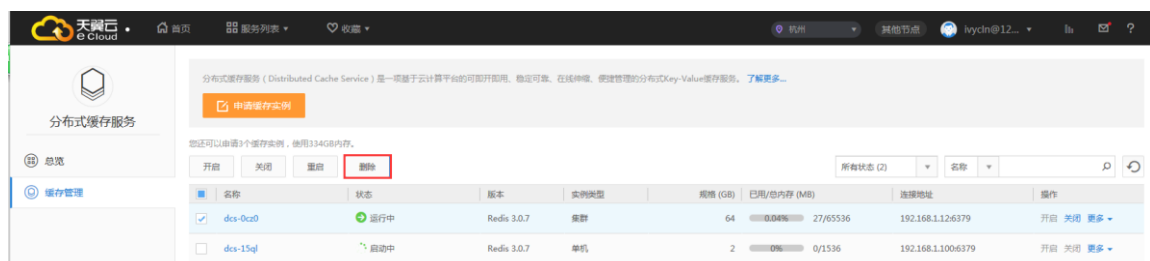 天翼云 e Cloud 首页 服务列表 收藏 杭州 其他节点 ivycln@12... ?
分布式缓存服务 ( Distributed Cache Service ) 是一项基于云计算平台的可即开即用、稳定可靠、在线伸缩、便捷管理的分布式Key-Value缓存服务。 了解更多...
申请缓存实例
分布式缓存服务
您还可以申请3个缓存实例，使用334GB内存。
总览
开启 关闭 重启 删除 所有状态 (2) 名称
缓存管理
名称 状态 版本 实例类型 规格 (GB) 已用/总内存 (MB) 连接地址 操作
dcs-0cz0 运行中 Redis 3.0.7 集群 64 0.04% 27/65536 192.168.1.12:6379 开启 关闭 更多
dcs-15ql 启动中 Redis 3.0.7 单机 2 0% 0/1536 192.168.1.100:6379 开启 关闭 更多